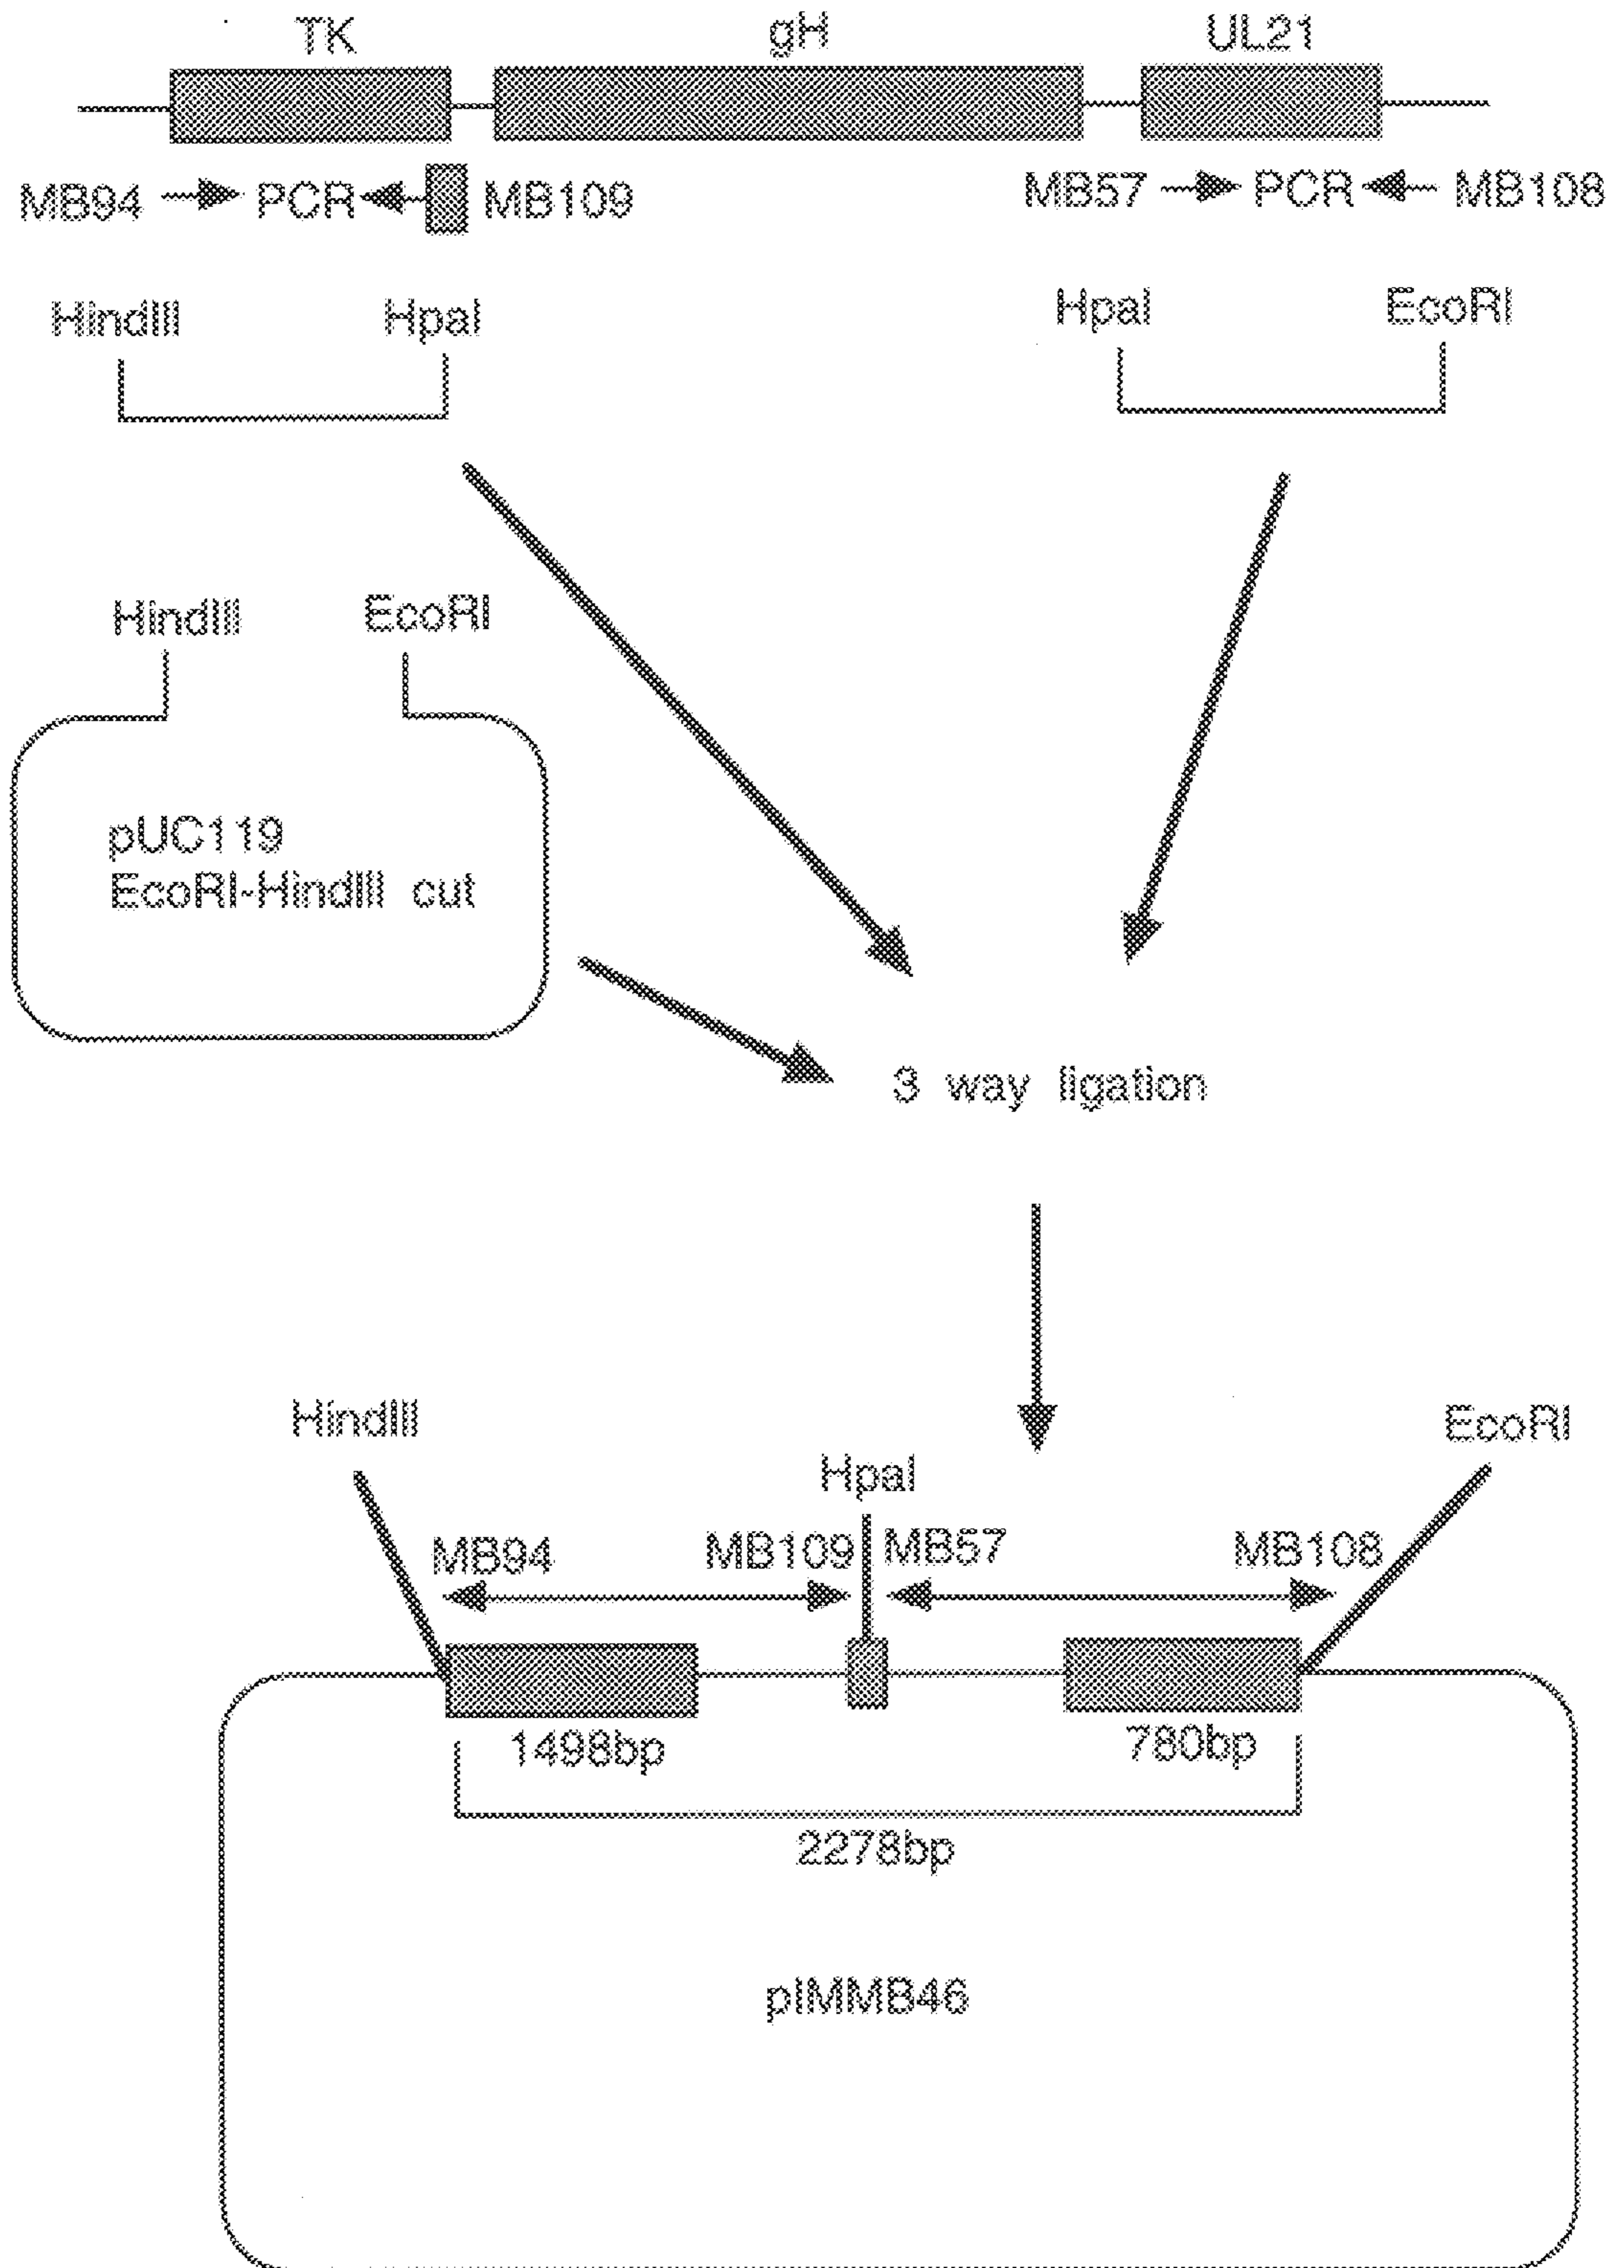 TK gH UL21
MB94 PCR MB109 MB57 PCR MB108
HindIII HpaI HpaI EcoRI
HindIII EcoRI
pUC119
EcoRI-HindIII cut
3 way ligation
HindIII EcoRI
HpaI
MB94 MB109 MB57 MB108
1498bp 780bp
2278bp
pIMMB46